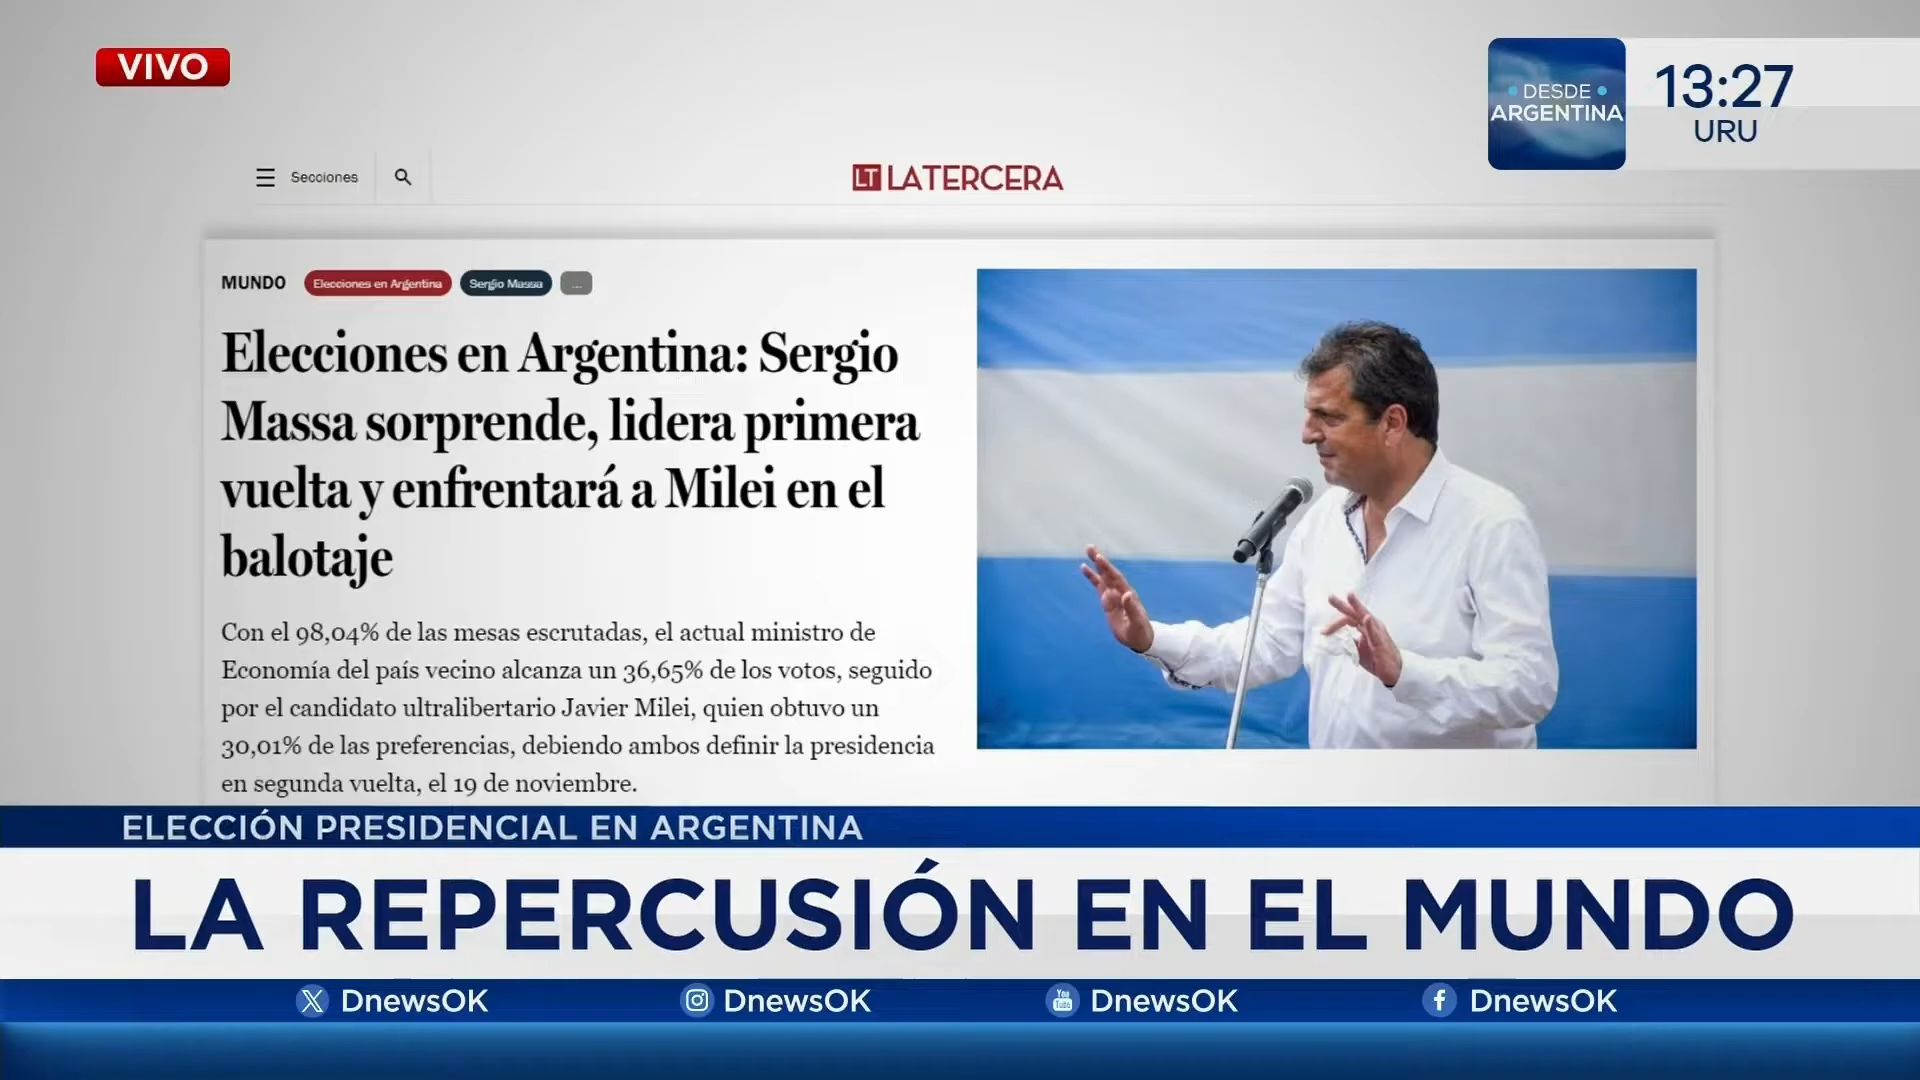 VIVO
DESDE
ARGENTINA
13:27
URU
Secciones
LT LATERCERA
MUNDO Elecciones en Argentina Sergio Massa ...
Elecciones en Argentina: Sergio
Massa sorprende, lidera primera
vuelta y enfrentará a Milei en el
balotaje
Con el 98,04% de las mesas escrutadas, el actual ministro de
Economía del país vecino alcanza un 36,65% de los votos, seguido
por el candidato ultralibertario Javier Milei, quien obtuvo un
30,01% de las preferencias, debiendo ambos definir la presidencia
en segunda vuelta, el 19 de noviembre.
ELECCIÓN PRESIDENCIAL EN ARGENTINA
LA REPERCUSIÓN EN EL MUNDO
X DnewsOK You Tube DnewsOK f DnewsOK DnewsOK